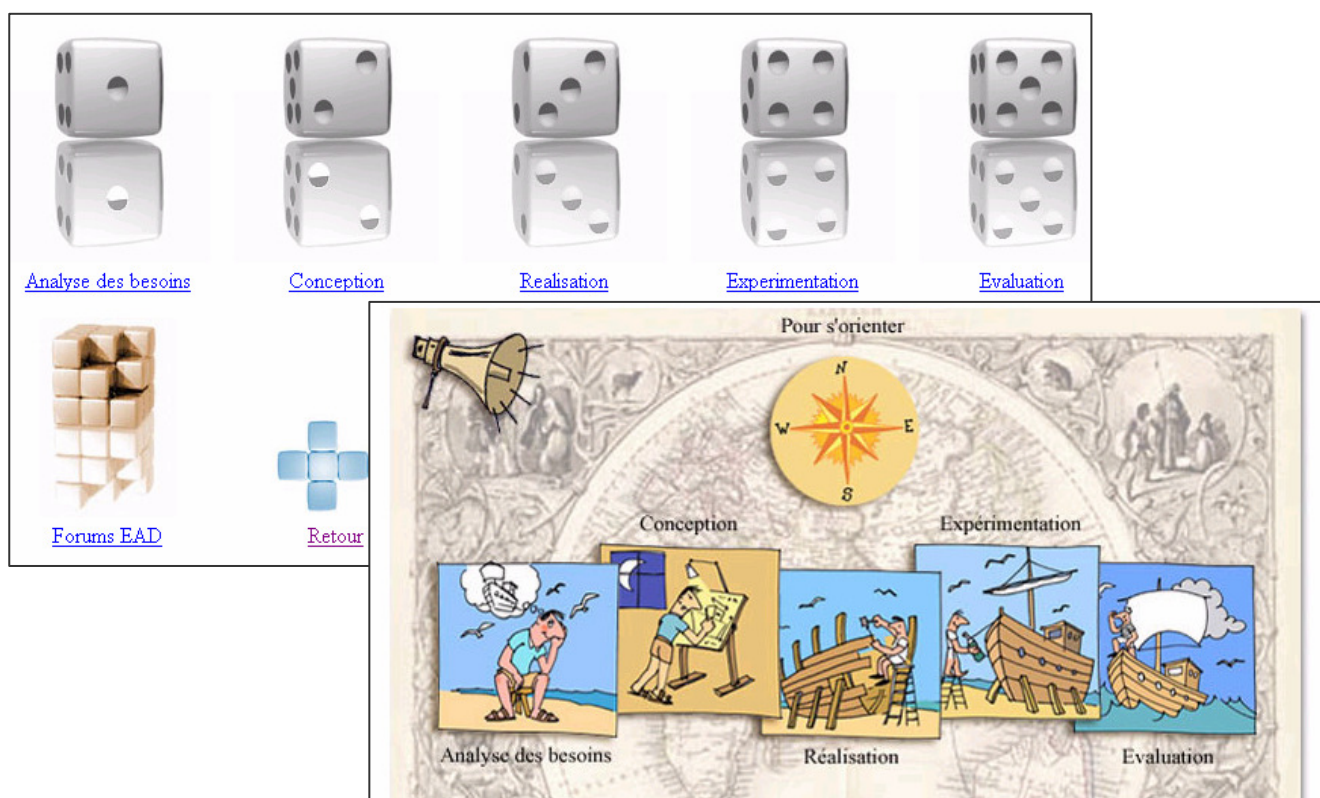 Analyse des besoins
Conception
Realisation
Experimentation
Evaluation
Forums EAD
Retour
Pour s'orienter
N
W
E
S
Conception
Expérimentation
Analyse des besoins
Réalisation
Evaluation